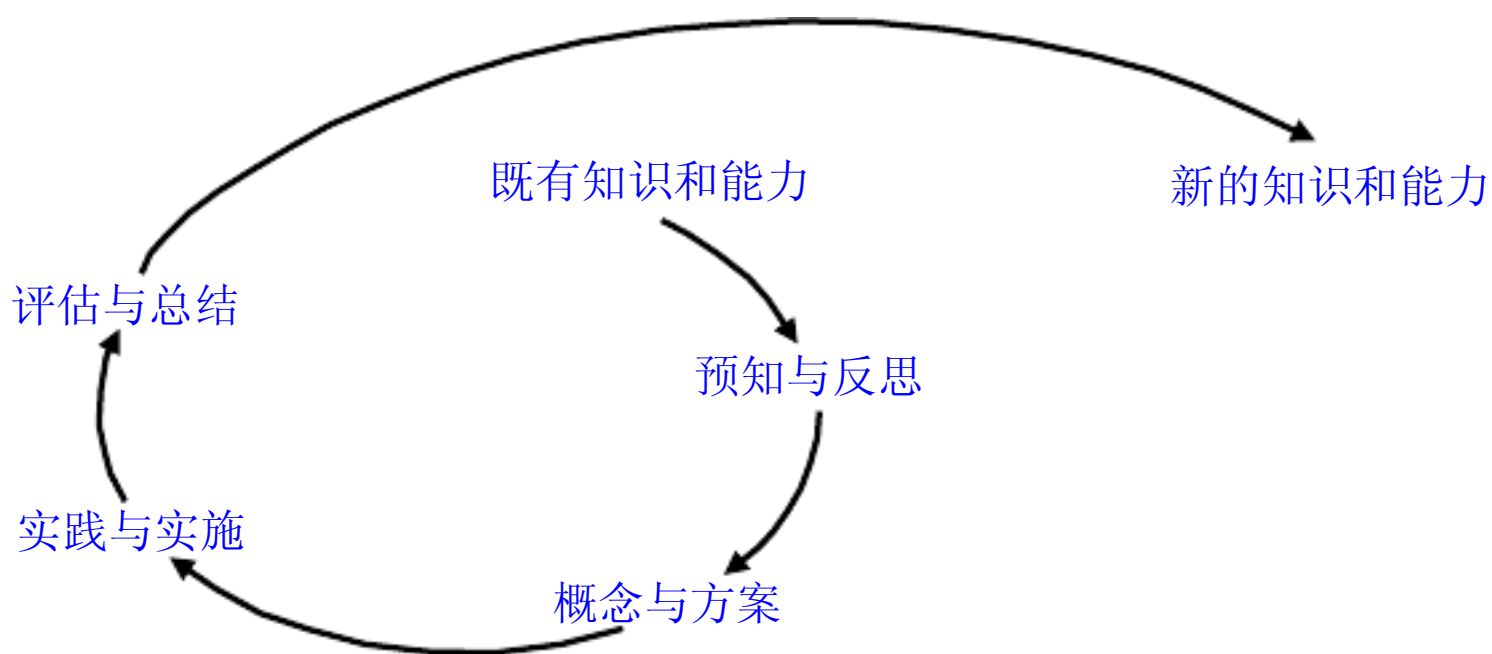 既有知识和能力
新的知识和能力
评估与总结
预知与反思
实践与实施
概念与方案